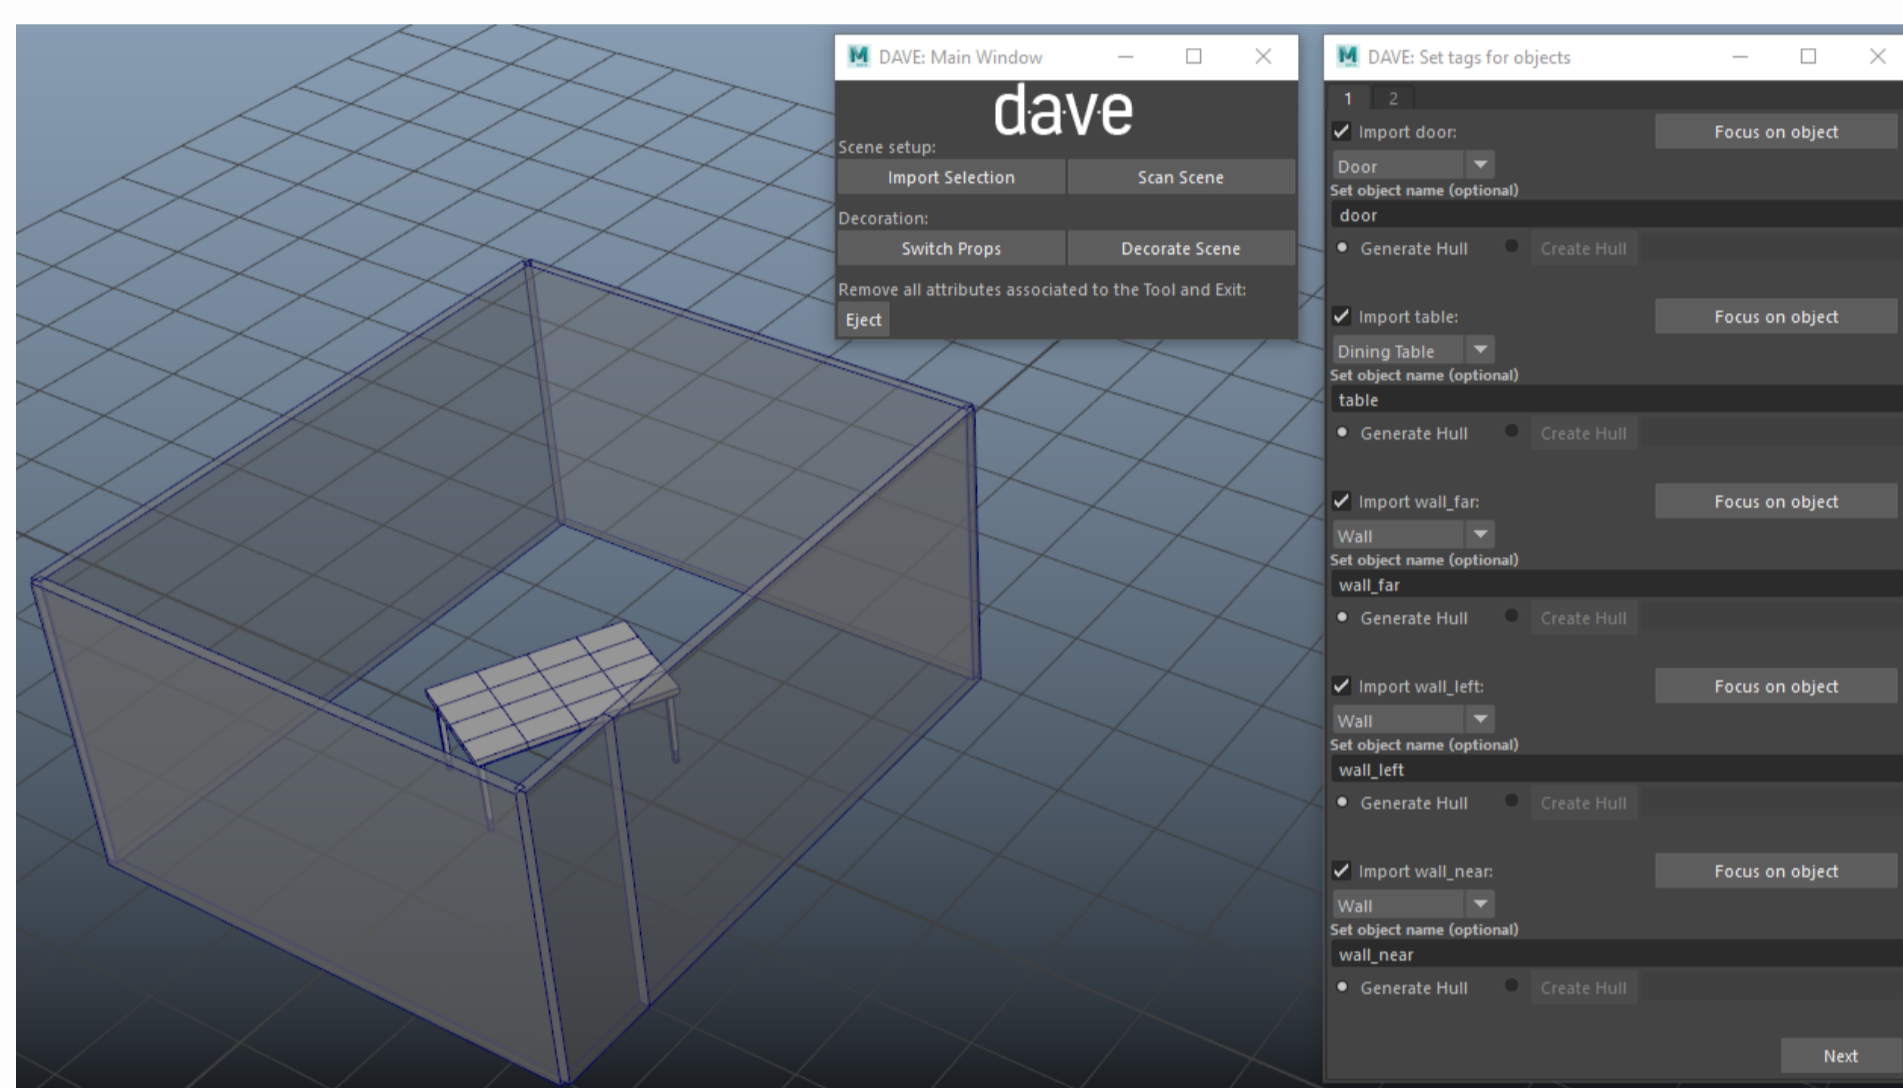 DAVE: Main Window
d·a·v·e
Scene setup:
Import Selection
Scan Scene
Decoration:
Switch Props
Decorate Scene
Remove all attributes associated to the Tool and Exit:
Eject
DAVE: Set tags for objects
1 2
Import door:
Focus on object
Door
Set object name (optional)
door
Generate Hull
Create Hull
Import table:
Focus on object
Dining Table
Set object name (optional)
table
Generate Hull
Create Hull
Import wall_far:
Focus on object
Wall
Set object name (optional)
wall_far
Generate Hull
Create Hull
Import wall_left:
Focus on object
Wall
Set object name (optional)
wall_left
Generate Hull
Create Hull
Import wall_near:
Focus on object
Wall
Set object name (optional)
wall_near
Generate Hull
Create Hull
Next